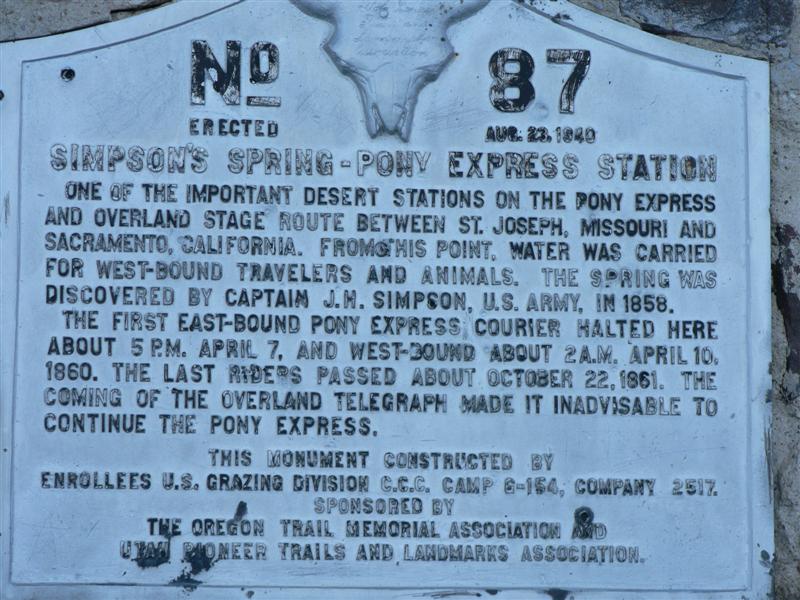 No 87
ERECTED AUG. 23, 1940
SIMPSON'S SPRING - PONY EXPRESS STATION
ONE OF THE IMPORTANT DESERT STATIONS ON THE PONY EXPRESS
AND OVERLAND STAGE ROUTE BETWEEN ST. JOSEPH, MISSOURI AND
SACRAMENTO, CALIFORNIA. FROM THIS POINT, WATER WAS CARRIED
FOR WEST-BOUND TRAVELERS AND ANIMALS. THE SPRING WAS
DISCOVERED BY CAPTAIN J.H. SIMPSON, U.S. ARMY, IN 1858.
THE FIRST EAST-BOUND PONY EXPRESS COURIER HALTED HERE
ABOUT 5 P.M. APRIL 7, AND WEST-BOUND ABOUT 2 A.M. APRIL 10,
1860. THE LAST RIDERS PASSED ABOUT OCTOBER 22, 1861. THE
COMING OF THE OVERLAND TELEGRAPH MADE IT INADVISABLE TO
CONTINUE THE PONY EXPRESS.
THIS MONUMENT CONSTRUCTED BY
ENROLLEES U.S. GRAZING DIVISION C.C.C. CAMP G-154, COMPANY 2517.
SPONSORED BY
THE OREGON TRAIL MEMORIAL ASSOCIATION AND
UTAH PIONEER TRAILS AND LANDMARKS ASSOCIATION.